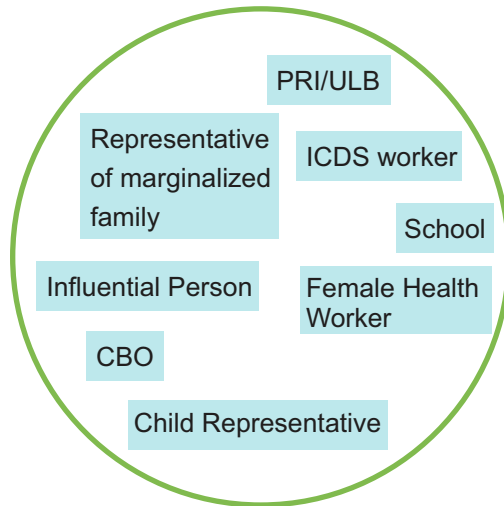 PRI/ULB
Representative
of marginalized
family
ICDS worker
School
Influential Person
Female Health
Worker
CBO
Child Representative